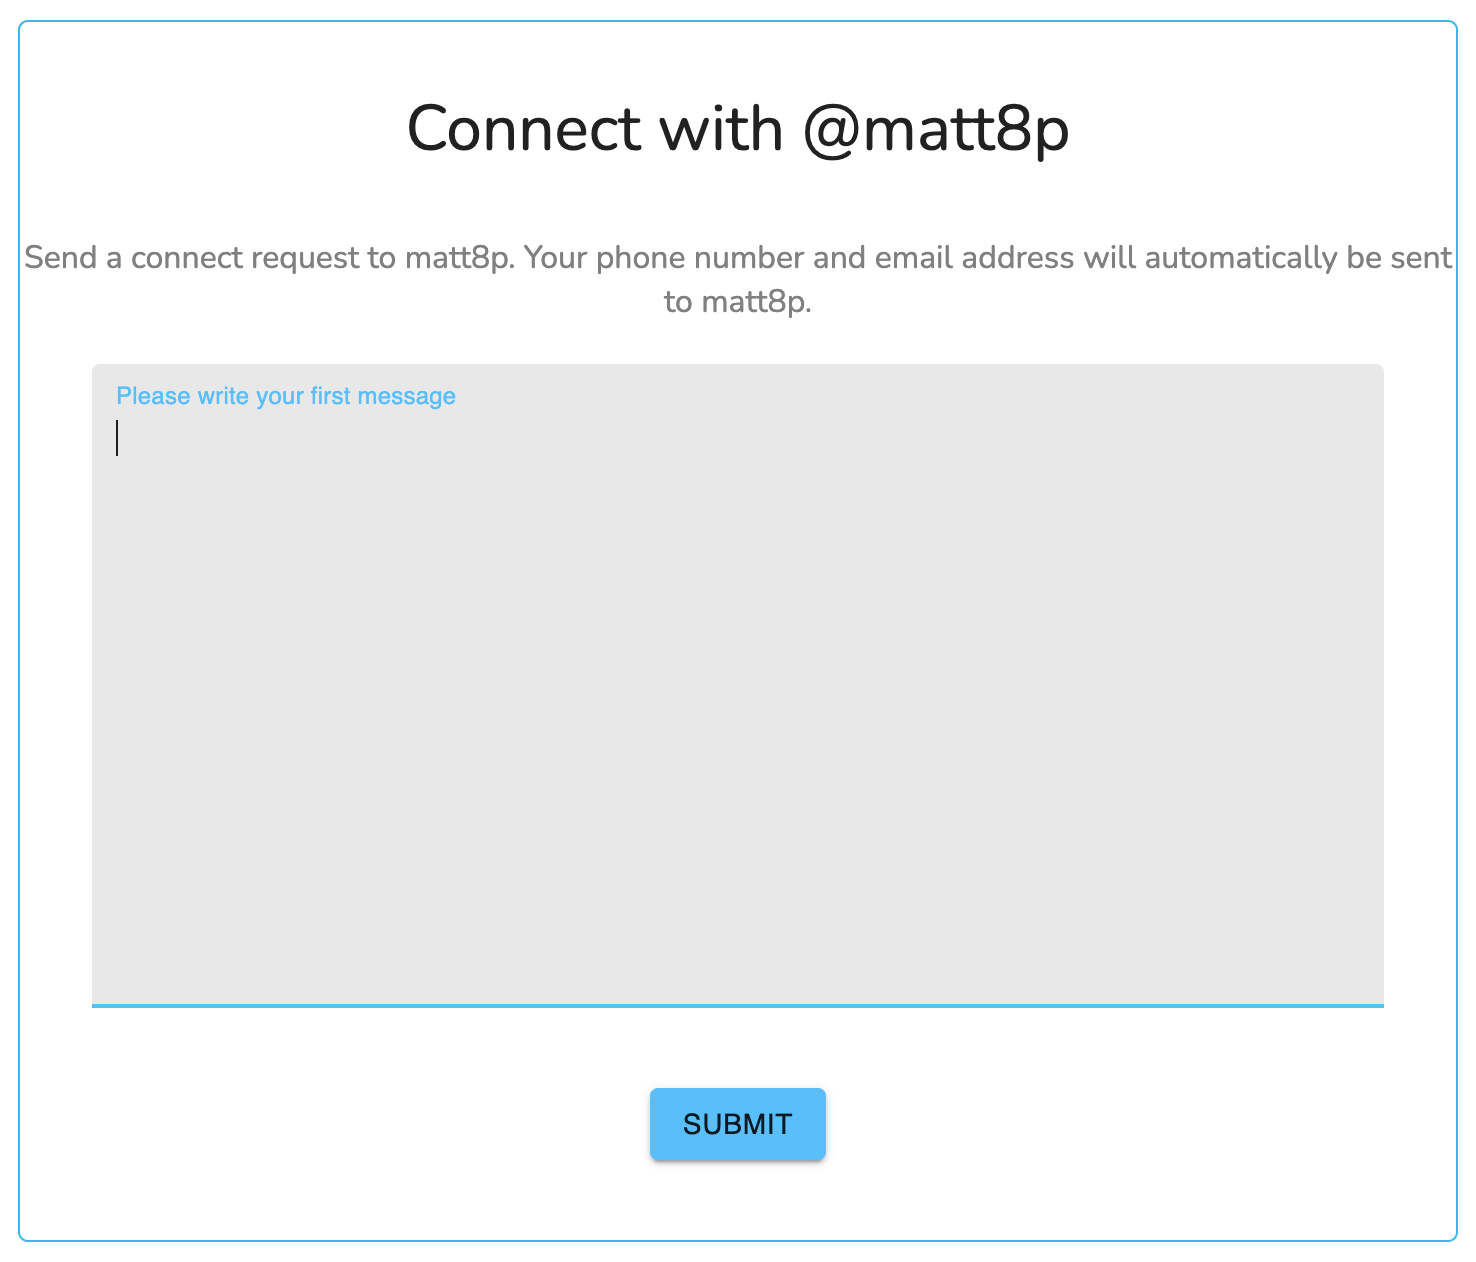 Connect with @matt8p
Send a connect request to matt8p. Your phone number and email address will automatically be sent
to matt8p.
Please write your first message
SUBMIT